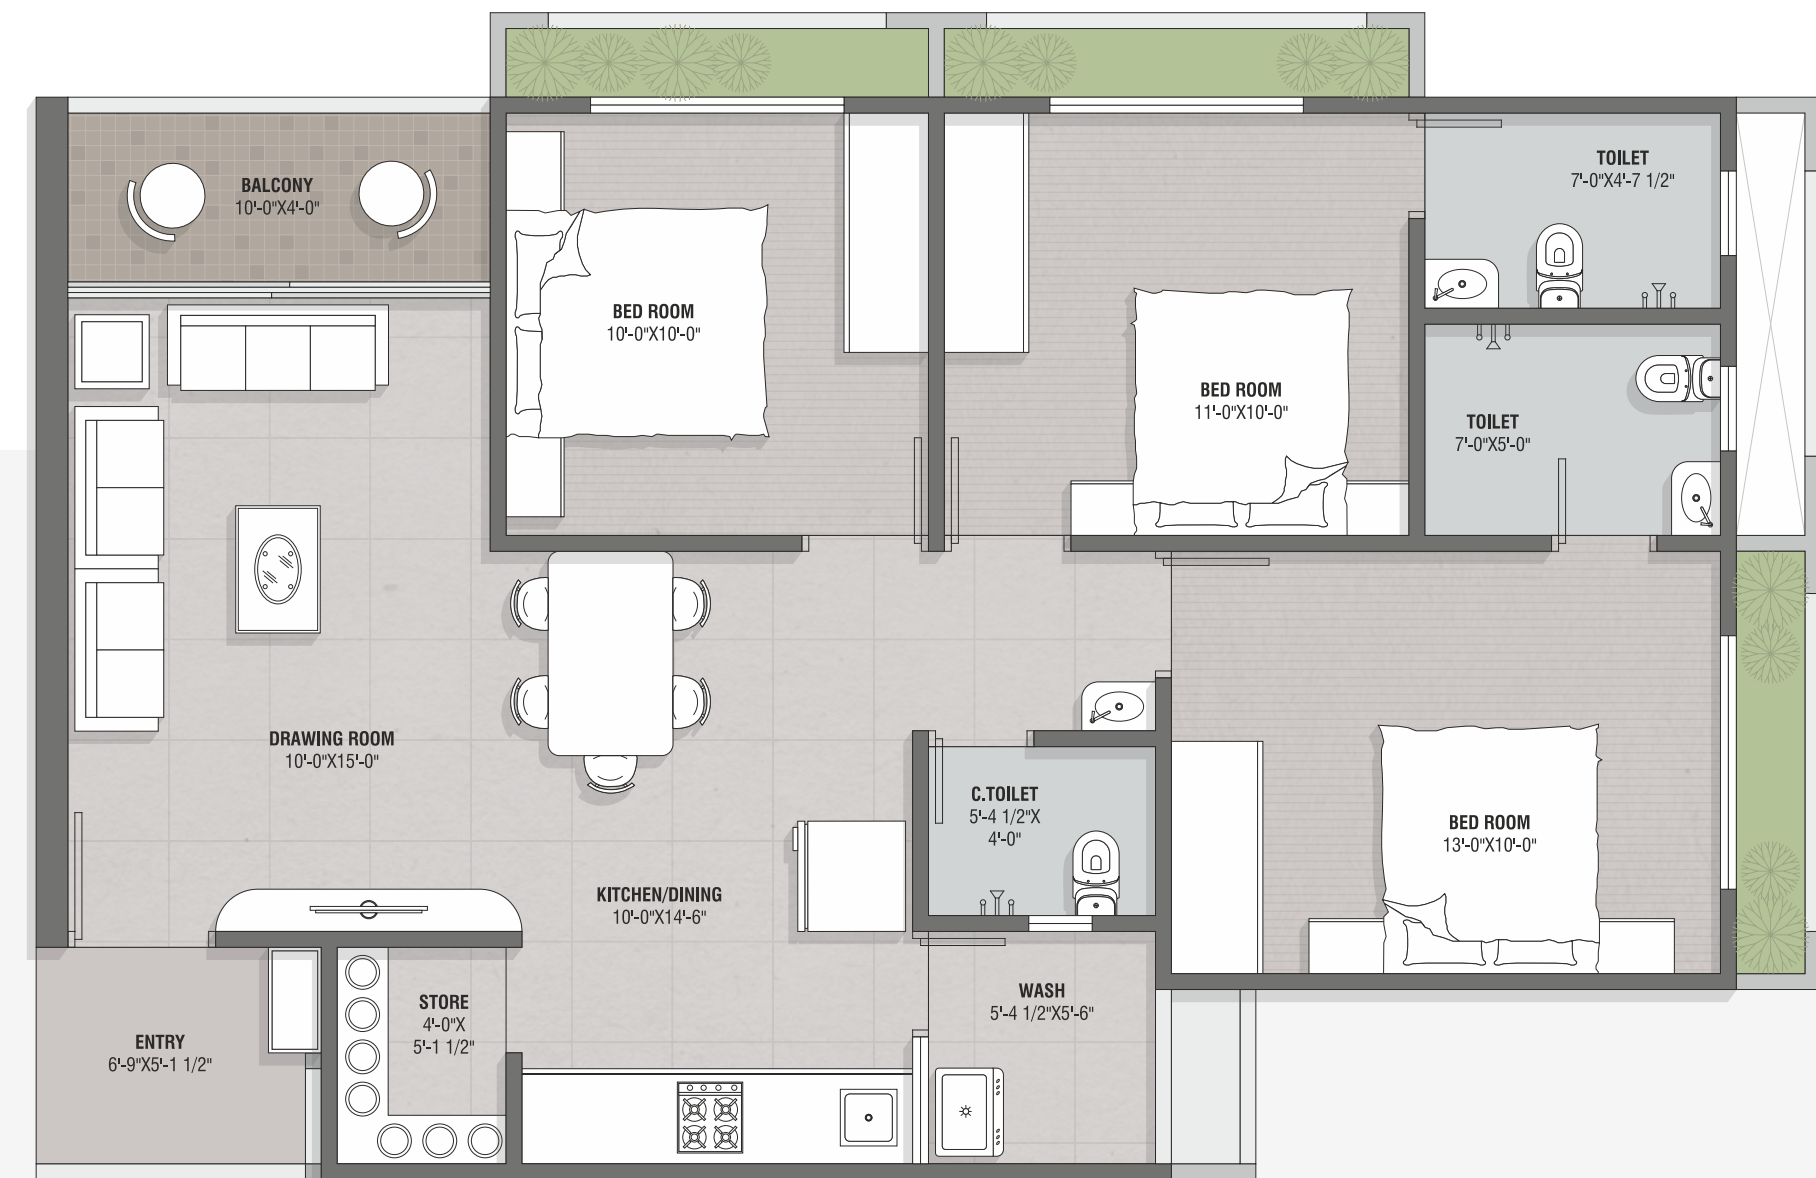 BALCONY
10'-0"X4'-0"
BED ROOM
10'-0"X10'-0"
BED ROOM
11'-0"X10'-0"
TOILET
7'-0"X4'-7 1/2"
TOILET
7'-0"X5'-0"
DRAWING ROOM
10'-0"X15'-0"
KITCHEN/DINING
10'-0"X14'-6"
C.TOILET
5'-4 1/2"X
4'-0"
BED ROOM
13'-0"X10'-0"
ENTRY
6'-9"X5'-1 1/2"
STORE
4'-0"X
5'-1 1/2"
WASH
5'-4 1/2"X5'-6"